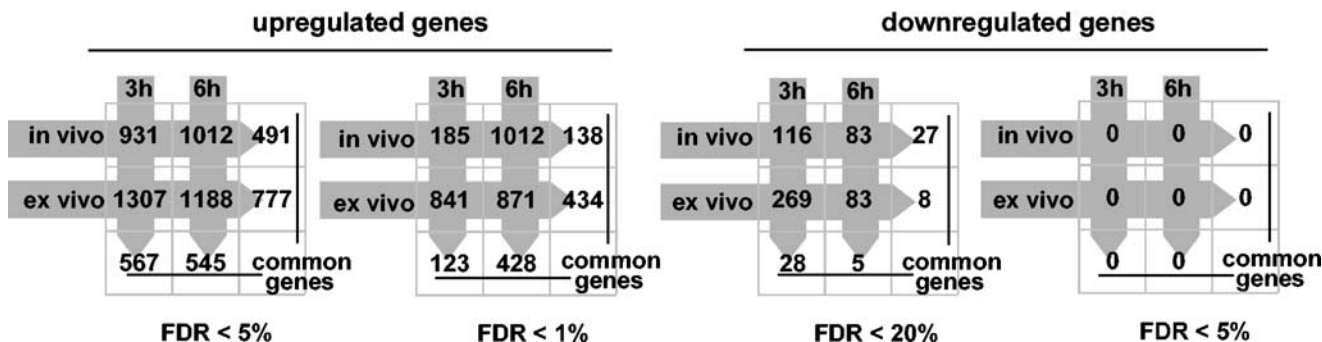 upregulated genes
downregulated genes
3h 6h
3h 6h
3h 6h
3h 6h
in vivo 931 1012 491
in vivo 185 1012 138
in vivo 116 83 27
in vivo 0 0 0
ex vivo 1307 1188 777
ex vivo 841 871 434
ex vivo 269 83 8
ex vivo 0 0 0
567 545 common
genes
123 428 common
genes
28 5 common
genes
0 0 common
genes
FDR < 5%
FDR < 1%
FDR < 20%
FDR < 5%